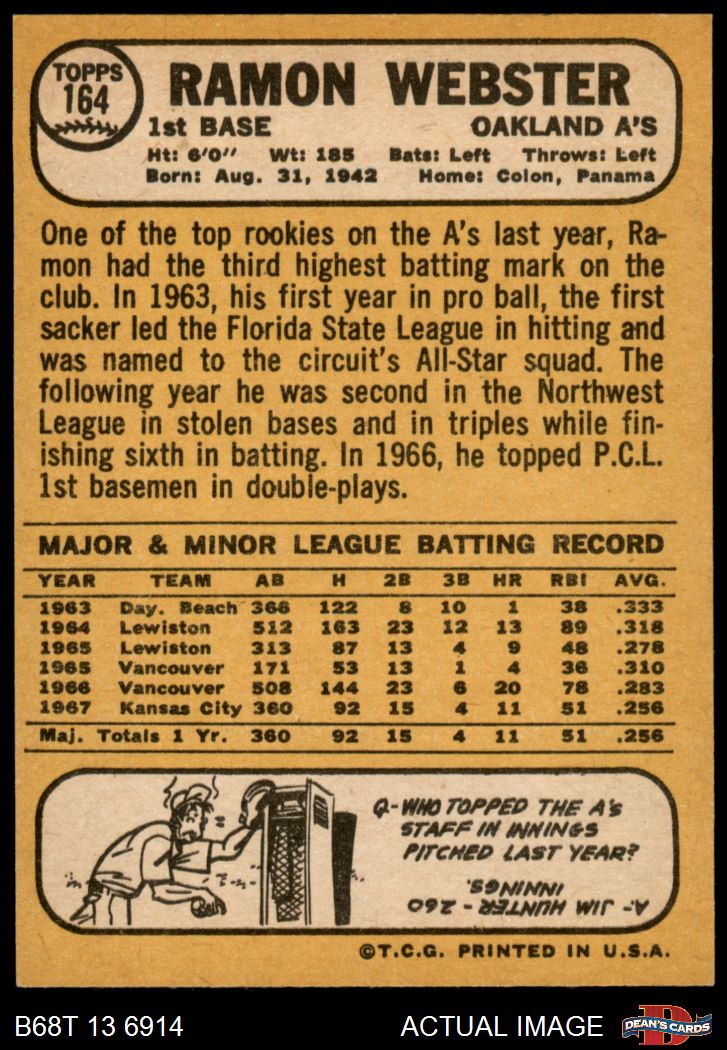 TOPPS
164
RAMON WEBSTER
1st BASE OAKLAND A'S
Ht: 6'0" Wt: 185 Bats: Left Throws: Left
Born: Aug. 31, 1942 Home: Colon, Panama
One of the top rookies on the A's last year, Ra-
mon had the third highest batting mark on the
club. In 1963, his first year in pro ball, the first
sacker led the Florida State League in hitting and
was named to the circuit's All-Star squad. The
following year he was second in the Northwest
League in stolen bases and in triples while fin-
ishing sixth in batting. In 1966, he topped P.C.L.
1st basemen in double-plays.
MAJOR & MINOR LEAGUE BATTING RECORD
YEAR TEAM AB H 2B 3B HR RBI AVG.
1963 Day. Beach 366 122 8 10 1 38 .333
1964 Lewiston 512 163 23 12 13 89 .318
1965 Lewiston 313 87 13 4 9 48 .278
1965 Vancouver 171 53 13 1 4 36 .310
1966 Vancouver 508 144 23 6 20 78 .283
1967 Kansas City 360 92 15 4 11 51 .256
Maj. Totals 1 Yr. 360 92 15 4 11 51 .256
Q-WHO TOPPED THE A's
STAFF IN INNINGS
PITCHED LAST YEAR?
A- JIM HUNTER - 260
INNINGS.
©T.C.G. PRINTED IN U.S.A.
B68T 13 6914 ACTUAL IMAGE
DEAN'S CARDS